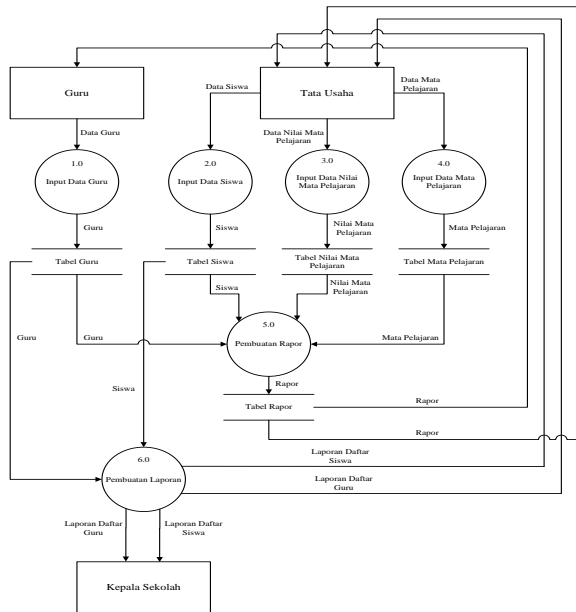 Guru
Tata Usaha
Data Siswa
Data Mata
Pelajaran
Data Guru
Data Nilai Mata
Pelajaran
1.0
Input Data Guru
2.0
Input Data Siswa
3.0
Input Data Nilai
Mata Pelajaran
4.0
Input Data Mata
Pelajaran
Guru
Siswa
Nilai Mata
Pelajaran
Mata Pelajaran
Tabel Guru
Tabel Siswa
Tabel Nilai Mata
Pelajaran
Tabel Mata Pelajaran
Siswa
Nilai Mata
Pelajaran
5.0
Pembuatan Rapor
Guru
Guru
Mata Pelajaran
Rapor
Siswa
Tabel Rapor
Rapor
Rapor
6.0
Pembuatan Laporan
Laporan Daftar
Siswa
Laporan Daftar
Guru
Laporan Daftar
Guru
Laporan Daftar
Siswa
Kepala Sekolah